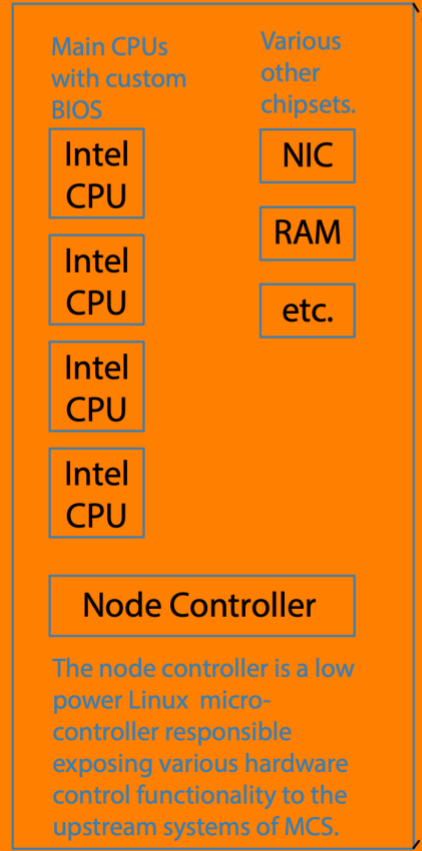 Main CPUs
with custom
BIOS
Various
other
chipsets.
Intel
CPU
Intel
CPU
Intel
CPU
Intel
CPU
NIC
RAM
etc.
Node Controller
The node controller is a low
power Linux micro-
controller responsible
exposing various hardware
control functionality to the
upstream systems of MCS.